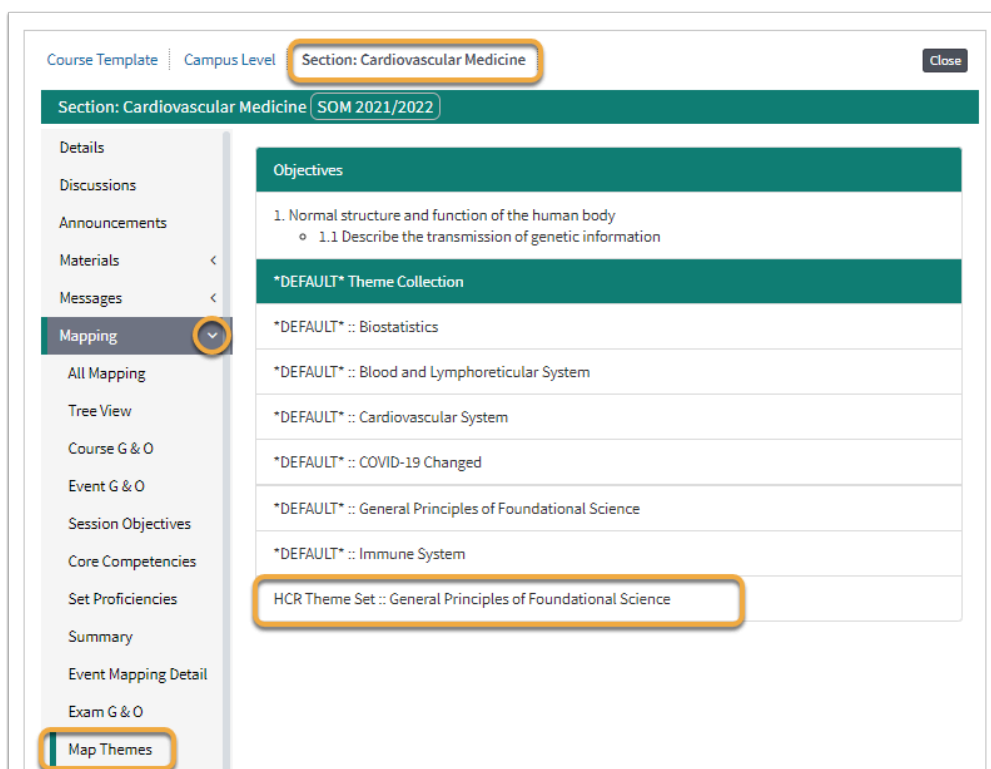 Course Template
Campus Level
Section: Cardiovascular Medicine
Close
Section: Cardiovascular Medicine SOM 2021/2022
Details
Discussions
Announcements
Materials
Messages
Mapping
All Mapping
Tree View
Course G & O
Event G & O
Session Objectives
Core Competencies
Set Proficiencies
Summary
Event Mapping Detail
Exam G & O
Map Themes
Objectives
1. Normal structure and function of the human body
1.1 Describe the transmission of genetic information
*DEFAULT* Theme Collection
*DEFAULT* :: Biostatistics
*DEFAULT* :: Blood and Lymphoreticular System
*DEFAULT* :: Cardiovascular System
*DEFAULT* :: COVID-19 Changed
*DEFAULT* :: General Principles of Foundational Science
*DEFAULT* :: Immune System
HCR Theme Set :: General Principles of Foundational Science